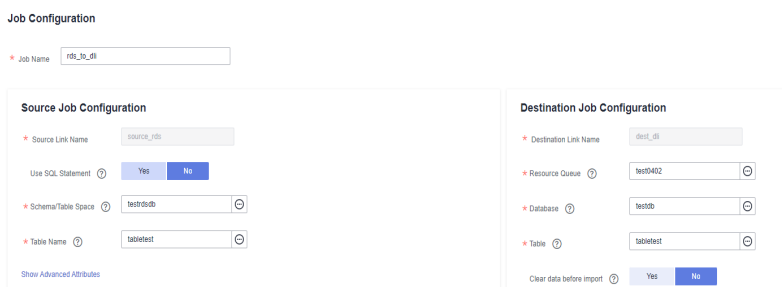 Job Configuration
* Job Name rds_to_dli
Source Job Configuration
* Source Link Name source_rds
Use SQL Statement ? Yes No
* Schema/Table Space ? testrdsdb
* Table Name ? tabletest
Show Advanced Attributes
Destination Job Configuration
* Destination Link Name dest_dli
* Resource Queue ? test0402
* Database ? testdb
* Table ? tabletest
Clear data before import ? Yes No